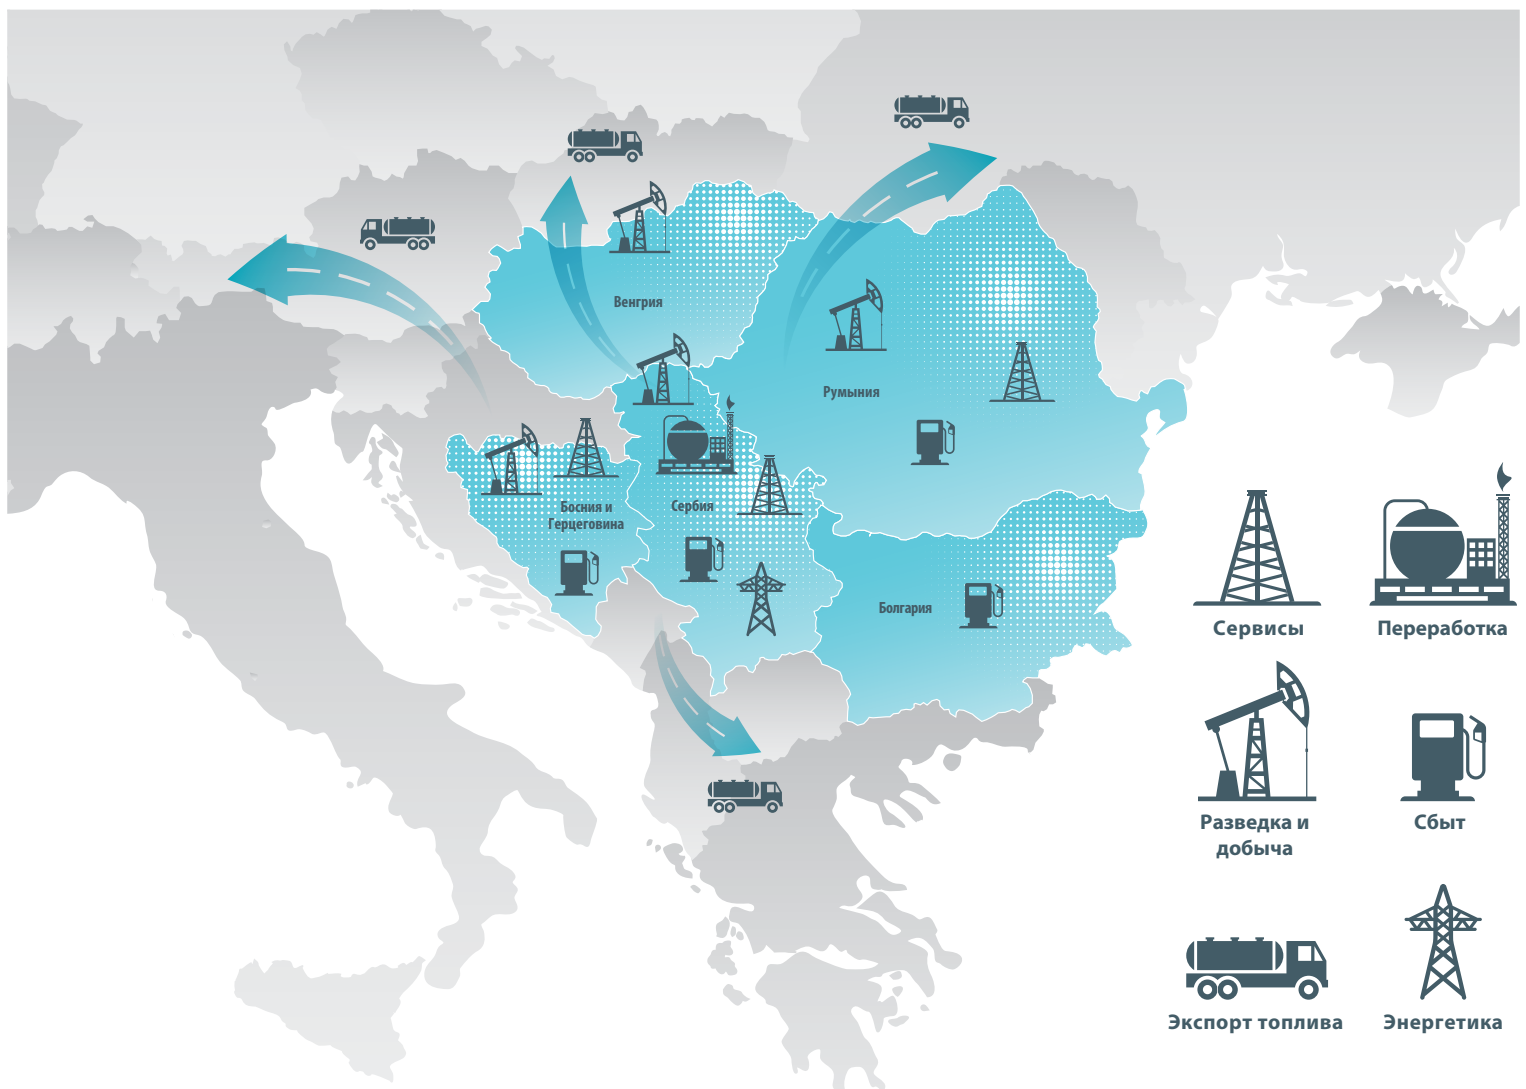 Венгрия
Румыния
Босния и
Герцеговина
Сербия
Болгария
Сервисы
Переработка
Разведка и
добыча
Сбыт
Экспорт топлива
Энергетика